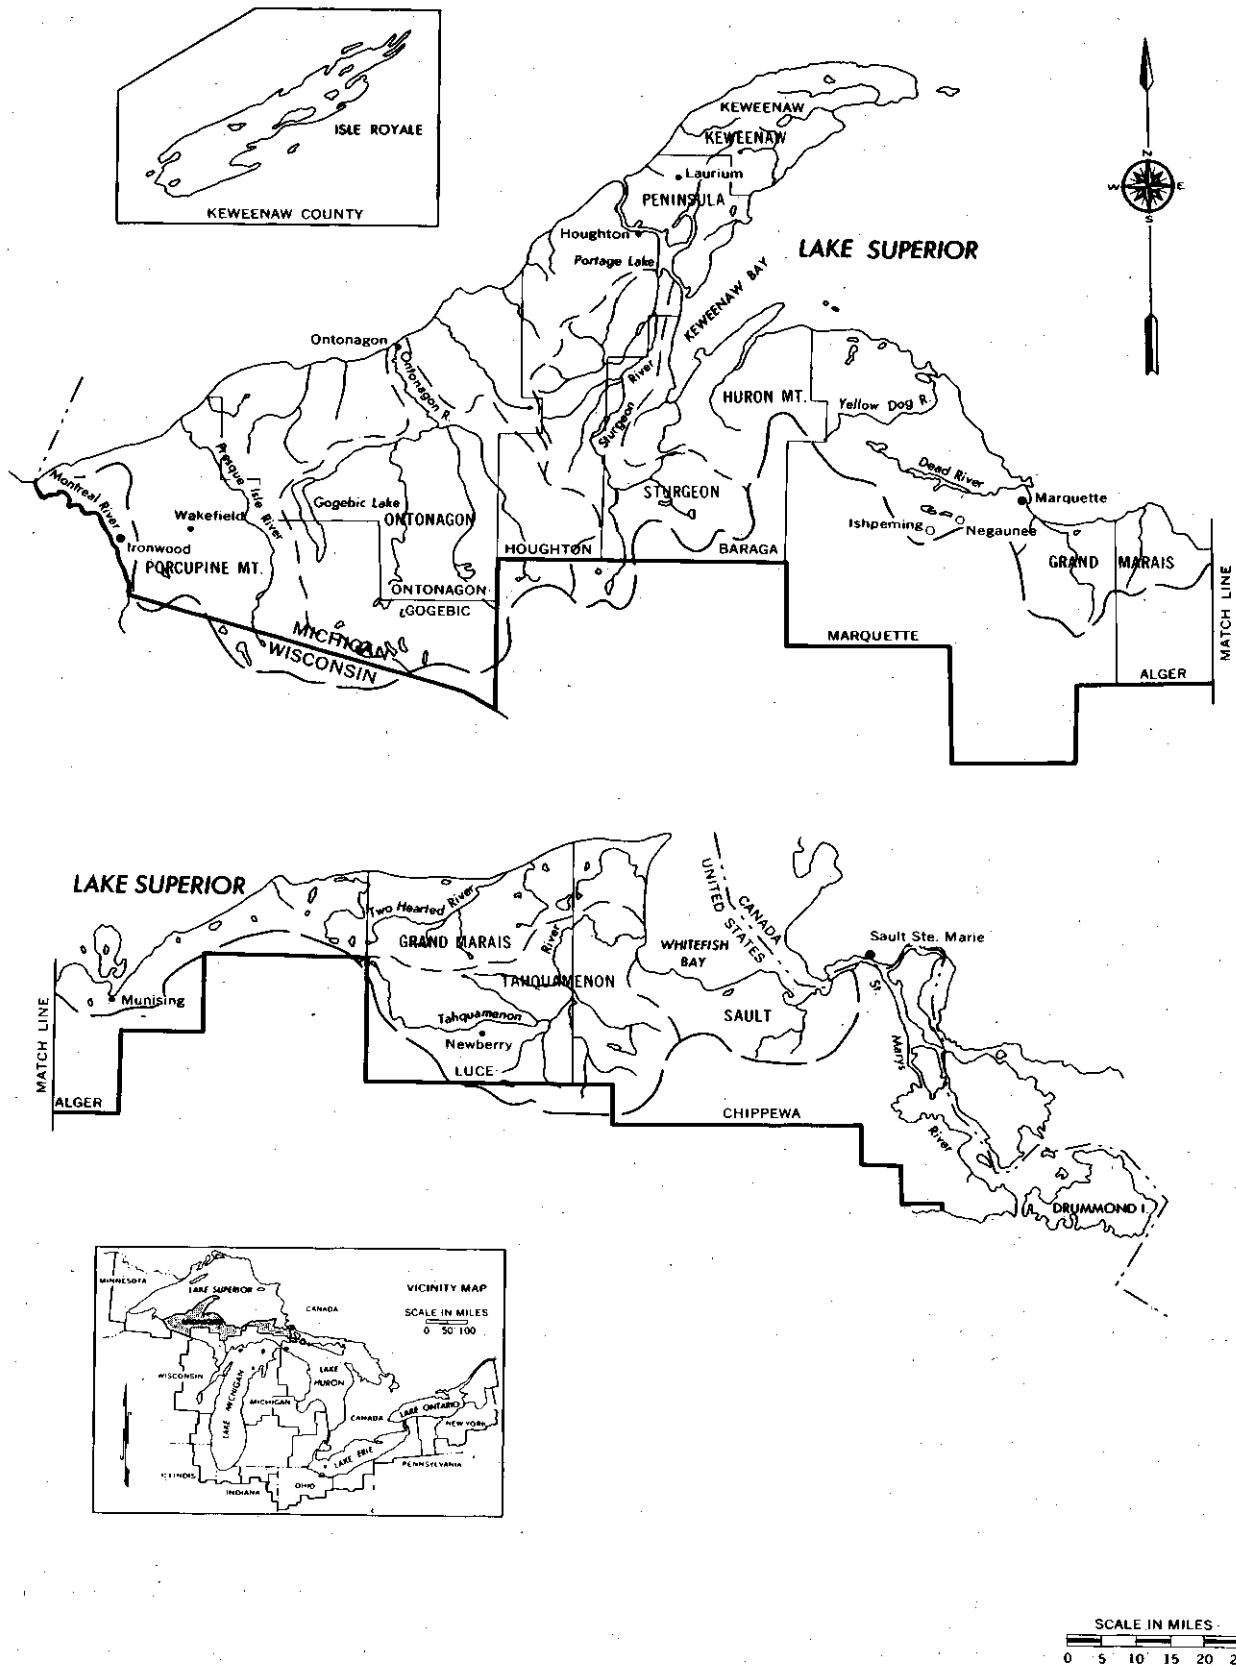 ISLE ROYALE
KEWEENAW COUNTY
KEWEENAW
KEWEENAW
Laurium
PENINSULA
Houghton
Portage Lake
LAKE SUPERIOR
KEWEENAW BAY
N
W
E
S
Ontonagon
Ontonagon R.
River
Sturgeon
HURON MT.
Yellow Dog R.
Presque Isle River
Montreal River
Gogebic Lake
ONTONAGON
STURGEON
Dead River
Marquette
Wakefield
Ishpeming
Negaunee
Ironwood
PORCUPINE MT.
HOUGHTON
BARAGA
GRAND MARAIS
ONTONAGON
GOGEBIC
MICHIGAN
WISCONSIN
MARQUETTE
ALGER
MATCH LINE
LAKE SUPERIOR
Two Hearted River
GRAND MARAIS
River
TAHQUAMENON
WHITEFISH
BAY
CANADA
UNITED STATES
Sault Ste. Marie
St.
Marys
River
SAULT
Munising
Tahquamenon
Newberry
LUCE
MATCH LINE
ALGER
CHIPPEWA
DRUMMOND I.
MINNESOTA
LAKE SUPERIOR
VICINITY MAP
CANADA
SCALE IN MILES
0 50 100
WISCONSIN
LAKE MICHIGAN
MICHIGAN
LAKE
HURON
CANADA
LAKE ONTARIO
NEW YORK
LAKE ERIE
PENNSYLVANIA
ILLINOIS
INDIANA
OHIO
SCALE IN MILES
0 5 10 15 20